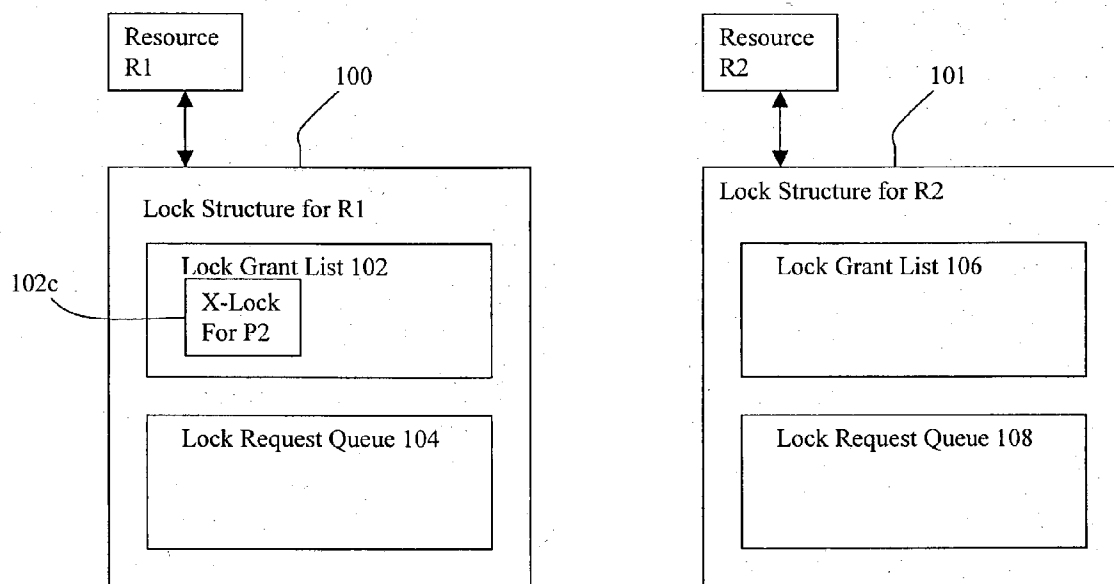 Resource
R1
100
Lock Structure for R1
Lock Grant List 102
102c
X-Lock
For P2
Lock Request Queue 104
Resource
R2
101
Lock Structure for R2
Lock Grant List 106
Lock Request Queue 108